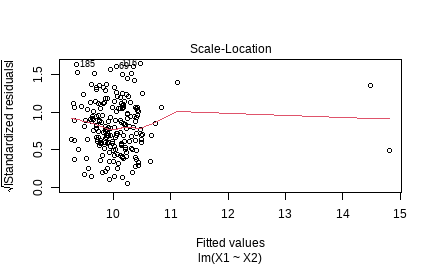 Scale-Location
√|Standardized residuals|
0.0 0.5 1.0 1.5
185
10 11 12 13 14 15
Fitted values
lm(X1 ~ X2)